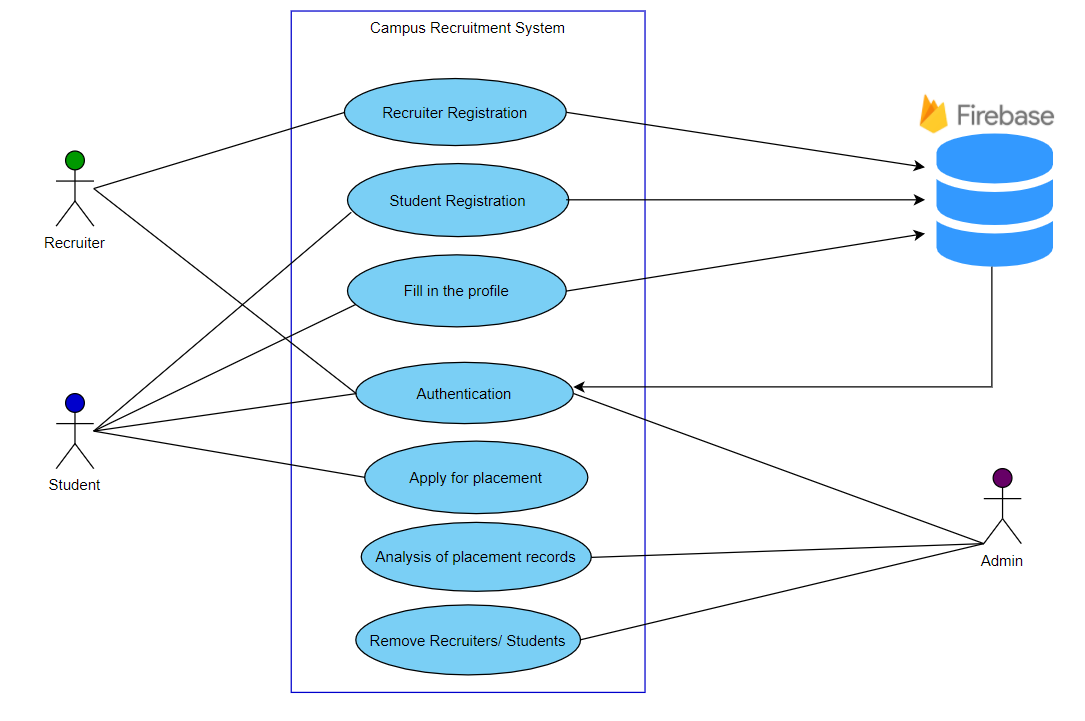 Campus Recruitment System
Recruiter Registration
Firebase
Student Registration
Recruiter
Fill in the profile
Authentication
Apply for placement
Student
Analysis of placement records
Admin
Remove Recruiters/ Students